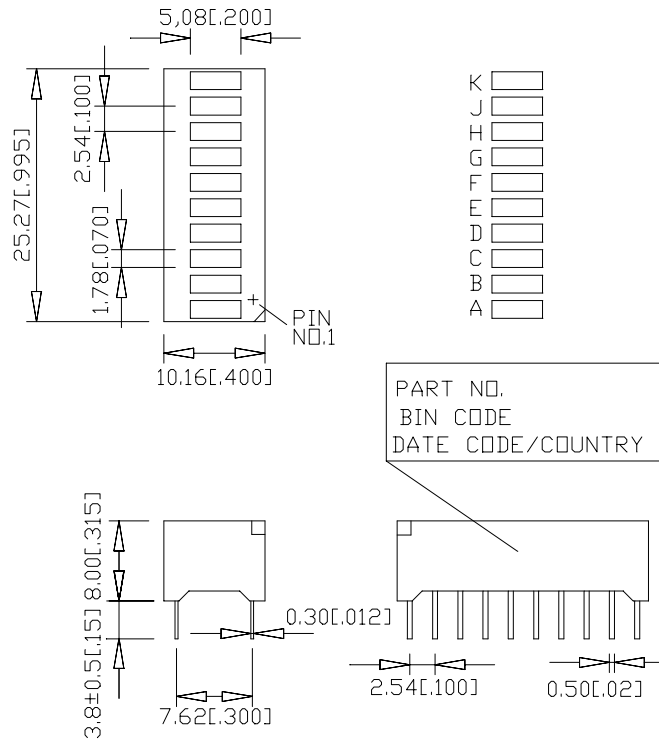 5,08[.200]
25.27[.995]
2.54[.100]
1.78[.070]
+
PIN
NO.1
10.16[.400]
K
J
H
G
F
E
D
C
B
A
PART NO.
BIN CODE
DATE CODE/COUNTRY
8.00[.315]
3.8±0.5[.15]
0.30[.012]
7.62[.300]
2.54[.100]
0.50[.02]